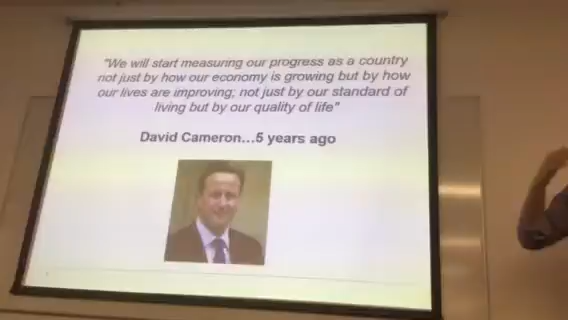 "We will start measuring our progress as a country
not just by how our economy is growing but by how
our lives are improving; not just by our standard of
living but by our quality of life"
David Cameron...5 years ago